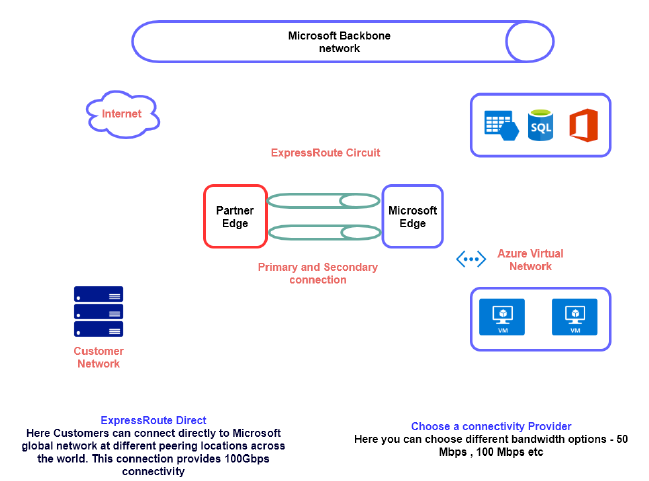 Microsoft Backbone
network
Internet
SQL
ExpressRoute Circuit
Partner
Edge
Microsoft
Edge
Primary and Secondary
connection
Azure Virtual
Network
VM
VM
Customer
Network
ExpressRoute Direct
Here Customers can connect directly to Microsoft
global network at different peering locations across
the world. This connection provides 100Gbps
connectivity
Choose a connectivity Provider
Here you can choose different bandwidth options - 50
Mbps , 100 Mbps etc